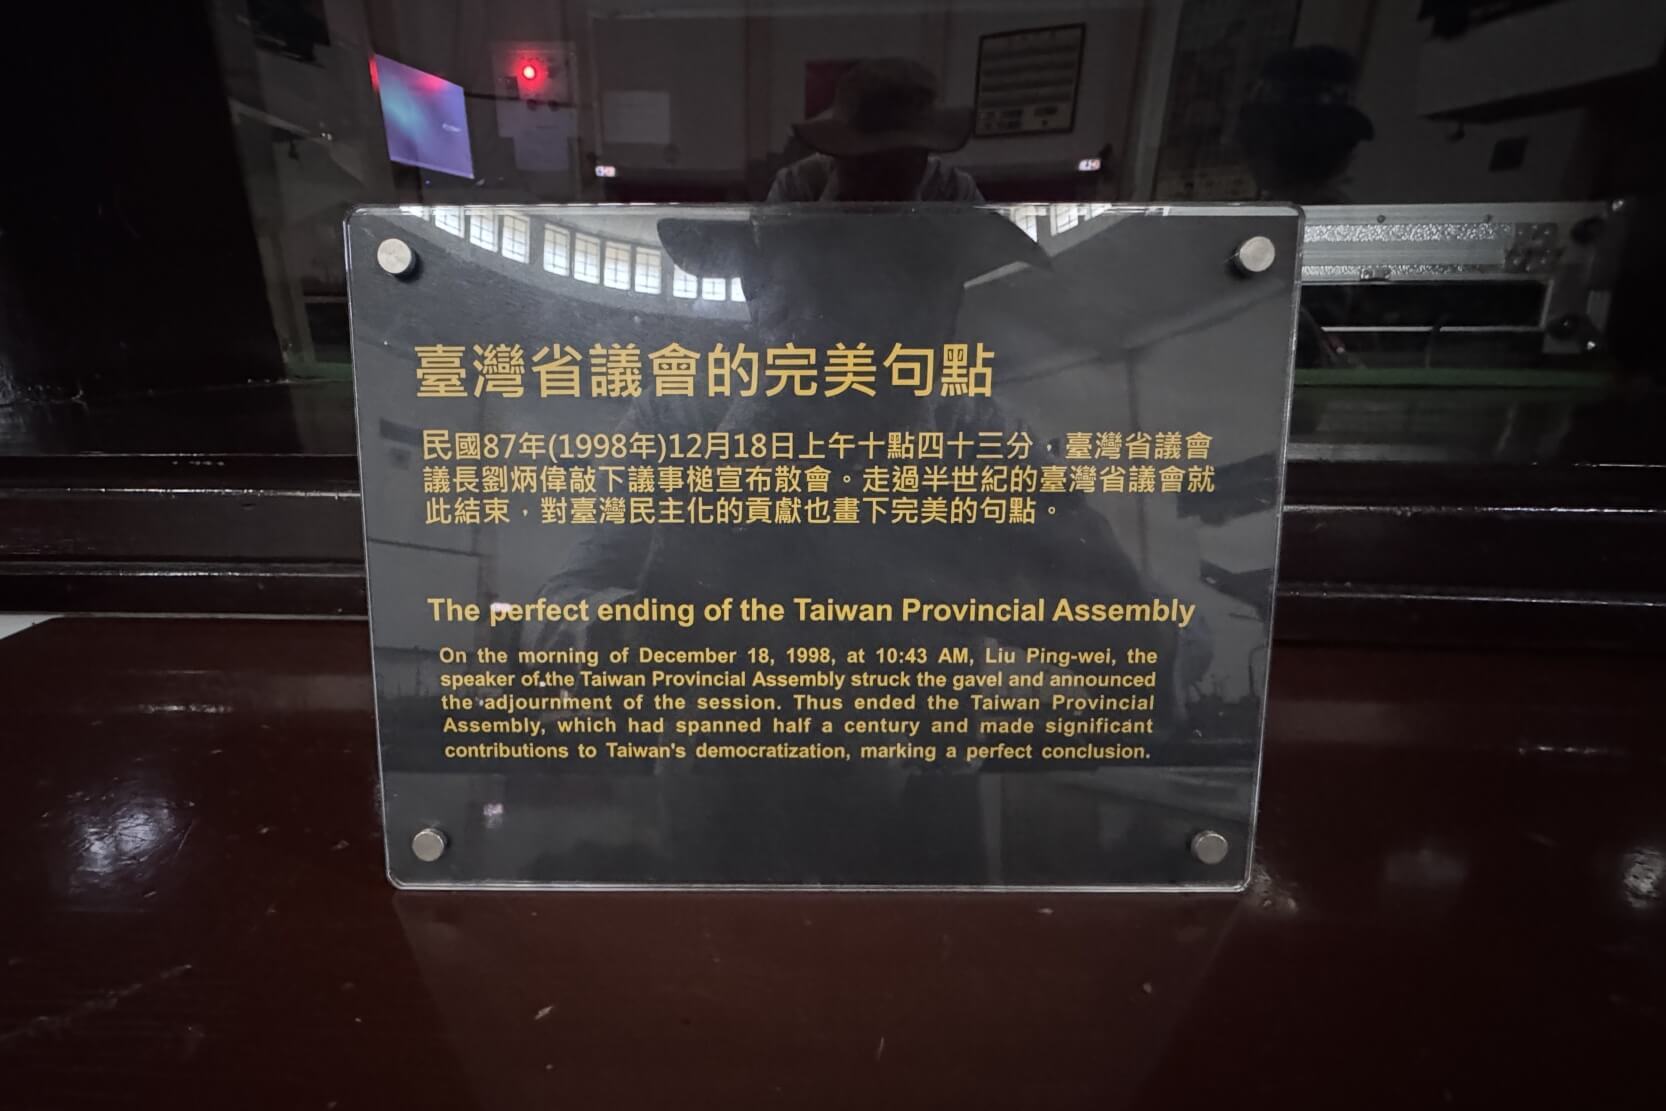 臺灣省議會的完美句點
民國87年(1998年)12月18日上午十點四十三分，臺灣省議會
議長劉炳偉敲下議事槌宣布散會。走過半世紀的臺灣省議會就
此結束，對臺灣民主化的貢獻也畫下完美的句點。
The perfect ending of the Taiwan Provincial Assembly
On the morning of December 18, 1998, at 10:43 AM, Liu Ping-wei, the
speaker of the Taiwan Provincial Assembly struck the gavel and announced
the adjournment of the session. Thus ended the Taiwan Provincial
Assembly, which had spanned half a century and made significant
contributions to Taiwan's democratization, marking a perfect conclusion.